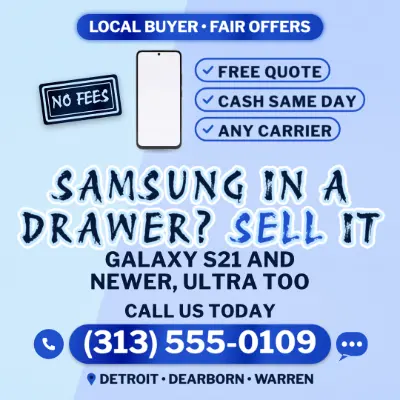 LOCAL BUYER • FAIR OFFERS
NO FEES
FREE QUOTE
CASH SAME DAY
ANY CARRIER
SAMSUNG IN A
DRAWER? SELL IT
GALAXY S21 AND
NEWER, ULTRA TOO
CALL US TODAY
(313) 555-0109
DETROIT • DEARBORN • WARREN